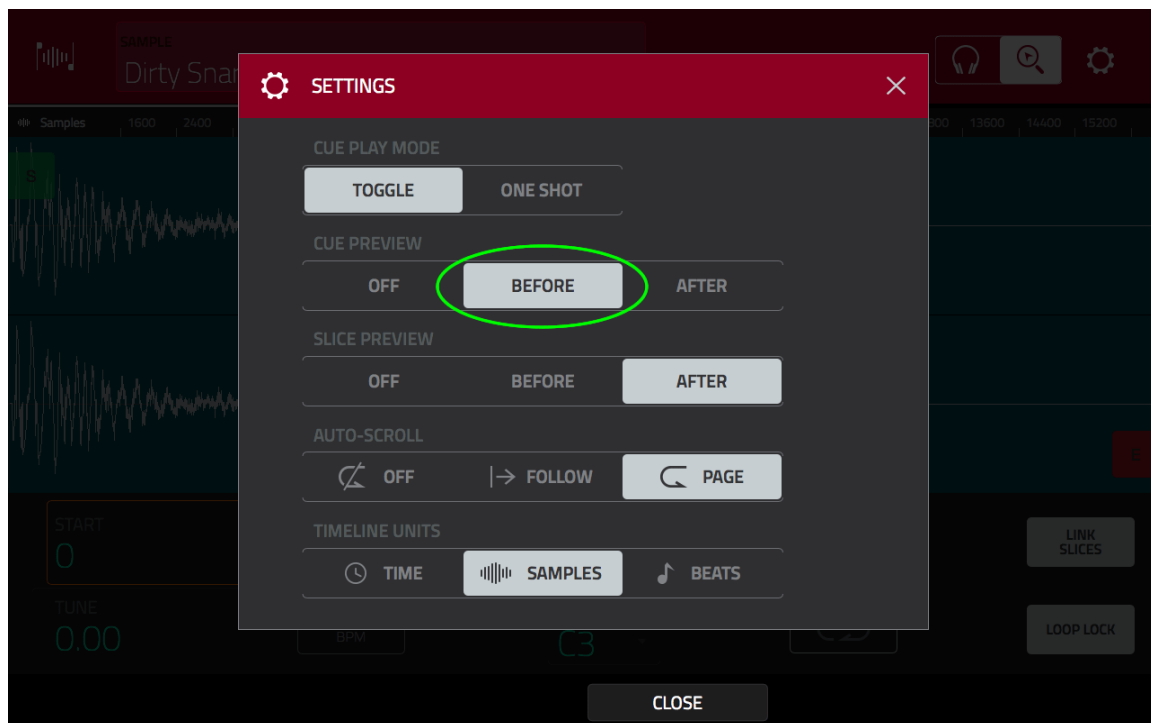 SAMPLE
Dirty Snar
SETTINGS
Samples 1600 2400 13600 14400 15200
S
CUE PLAY MODE
TOGGLE ONE SHOT
CUE PREVIEW
OFF BEFORE AFTER
SLICE PREVIEW
OFF BEFORE AFTER
AUTO-SCROLL
OFF FOLLOW PAGE
E
TIMELINE UNITS
TIME SAMPLES BEATS
START
0
LINK
SLICES
TUNE
0.00
BPM
C3
LOOP LOCK
CLOSE